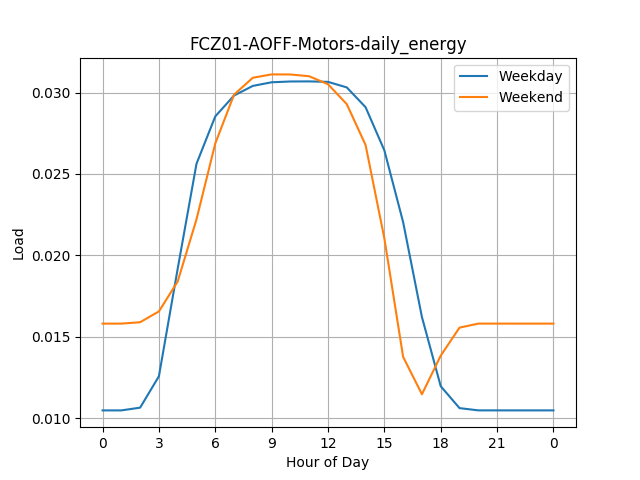 FCZ01-AOFF-Motors-daily_energy
Weekday
Weekend
0.030
0.025
0.020
0.015
0.010
Load
0 3 6 9 12 15 18 21 0
Hour of Day